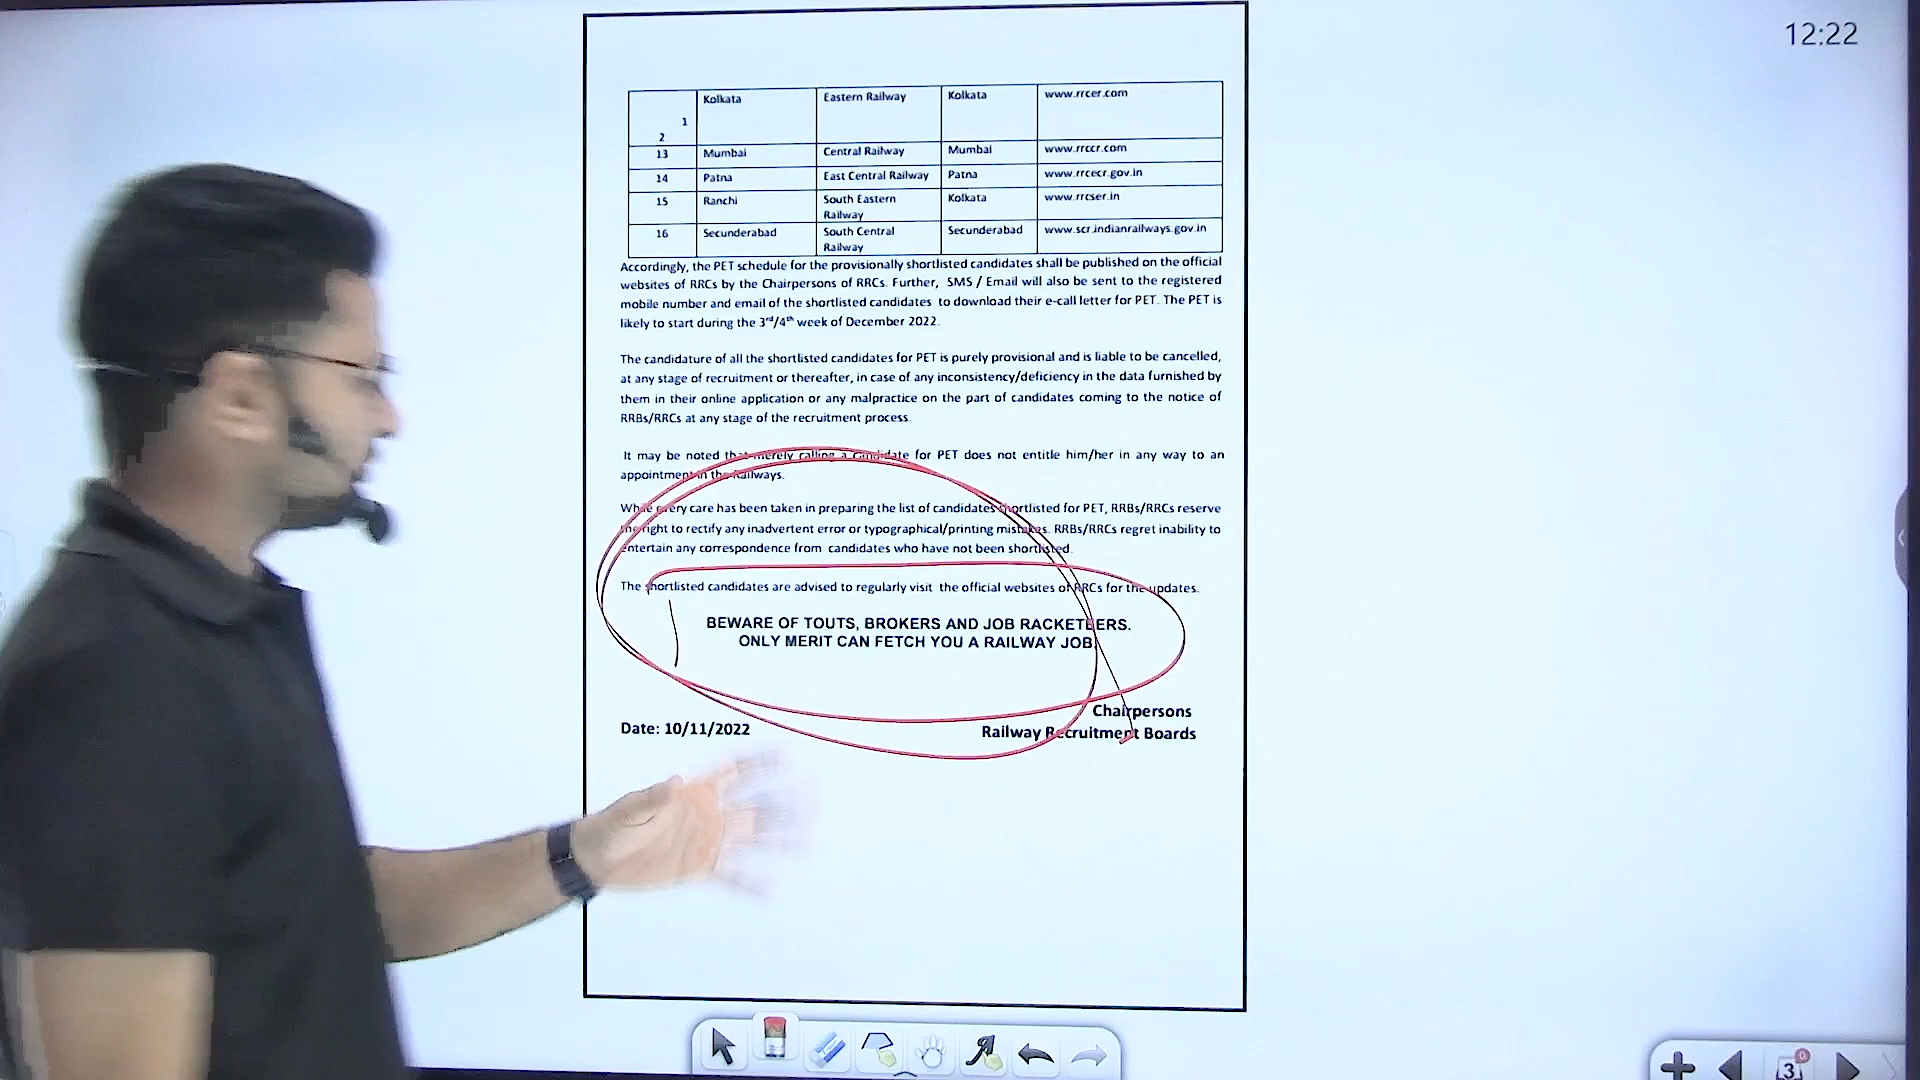 12:22
Kolkata Eastern Railway Kolkata www.rrcer.com
1
2
13 Mumbai Central Railway Mumbai www.rrccr.com
14 Patna East Central Railway Patna www.rrcecr.gov.in
15 Ranchi South Eastern Railway Kolkata www.rrcser.in
16 Secunderabad South Central Railway Secunderabad www.scr.indianrailways.gov.in
Accordingly, the PET schedule for the provisionally shortlisted candidates shall be published on the official
websites of RRCs by the Chairpersons of RRCs. Further, SMS / Email will also be sent to the registered
mobile number and email of the shortlisted candidates to download their e-call letter for PET. The PET is
likely to start during the 3rd/4th week of December 2022.
The candidature of all the shortlisted candidates for PET is purely provisional and is liable to be cancelled,
at any stage of recruitment or thereafter, in case of any inconsistency/deficiency in the data furnished by
them in their online application or any malpractice on the part of candidates coming to the notice of
RRBs/RRCs at any stage of the recruitment process.
It may be noted that merely calling a candidate for PET does not entitle him/her in any way to an
appointment in the Railways.
While every care has been taken in preparing the list of candidates shortlisted for PET, RRBs/RRCs reserve
the right to rectify any inadvertent error or typographical/printing mistakes. RRBs/RRCs regret inability to
entertain any correspondence from candidates who have not been shortlisted.
The shortlisted candidates are advised to regularly visit the official websites of RRCs for the updates.
BEWARE OF TOUTS, BROKERS AND JOB RACKETEERS.
ONLY MERIT CAN FETCH YOU A RAILWAY JOB.
Chairpersons
Date: 10/11/2022 Railway Recruitment Boards
3
0